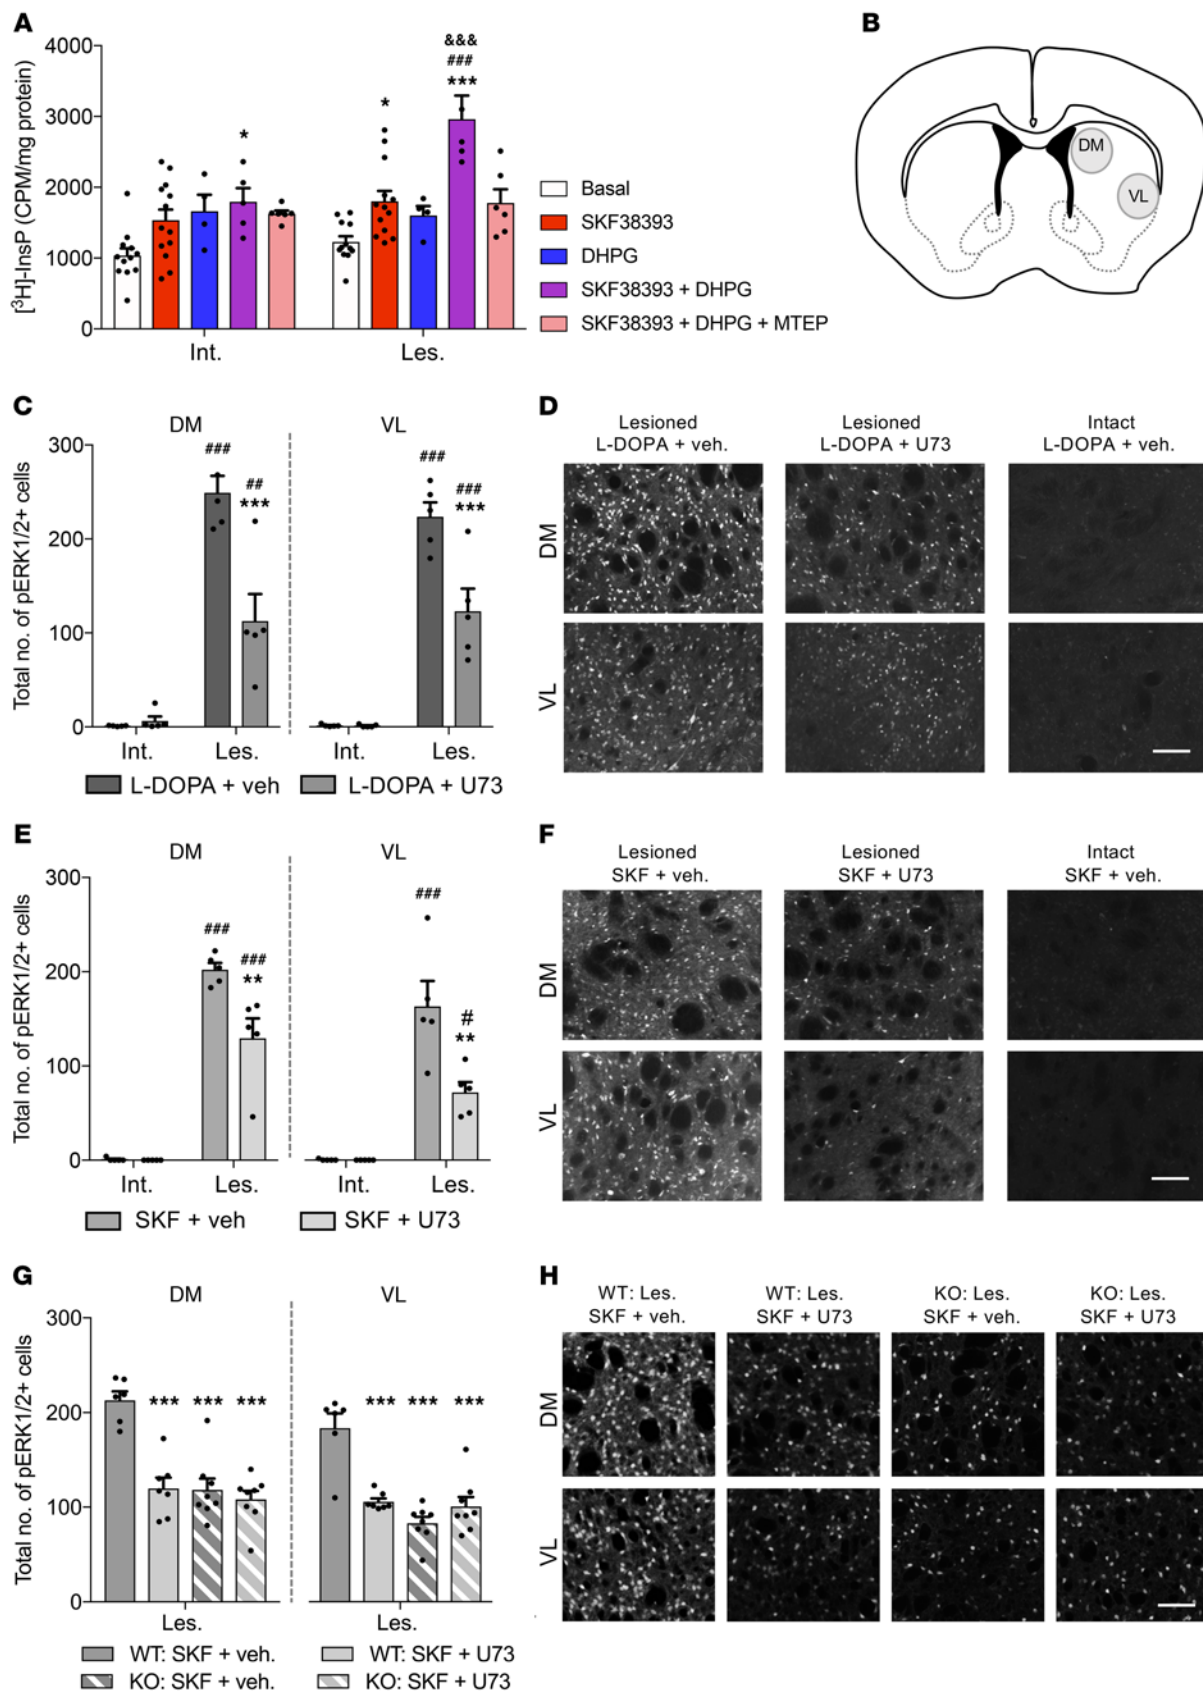 A
[³H]-InsP (CPM/mg protein)
4000
3000
2000
1000
0
*
*
&&&
###
***
Int.
Les.
Basal
SKF38393
DHPG
SKF38393 + DHPG
SKF38393 + DHPG + MTEP
B
DM
VL
C
DM
VL
Total no. of pERK1/2+ cells
300
200
100
0
###
##
***
###
###
***
Int.
Les.
Int.
Les.
L-DOPA + veh
L-DOPA + U73
D
Lesioned
L-DOPA + veh.
Lesioned
L-DOPA + U73
Intact
L-DOPA + veh.
DM
VL
E
DM
VL
Total no. of pERK1/2+ cells
300
200
100
0
###
###
**
###
#
**
Int.
Les.
Int.
Les.
SKF + veh
SKF + U73
F
Lesioned
SKF + veh.
Lesioned
SKF + U73
Intact
SKF + veh.
DM
VL
G
DM
VL
Total no. of pERK1/2+ cells
300
200
100
0
*** *** ***
*** *** ***
Les.
Les.
WT: SKF + veh.
WT: SKF + U73
KO: SKF + veh.
KO: SKF + U73
H
WT: Les.
SKF + veh.
WT: Les.
SKF + U73
KO: Les.
SKF + veh.
KO: Les.
SKF + U73
DM
VL